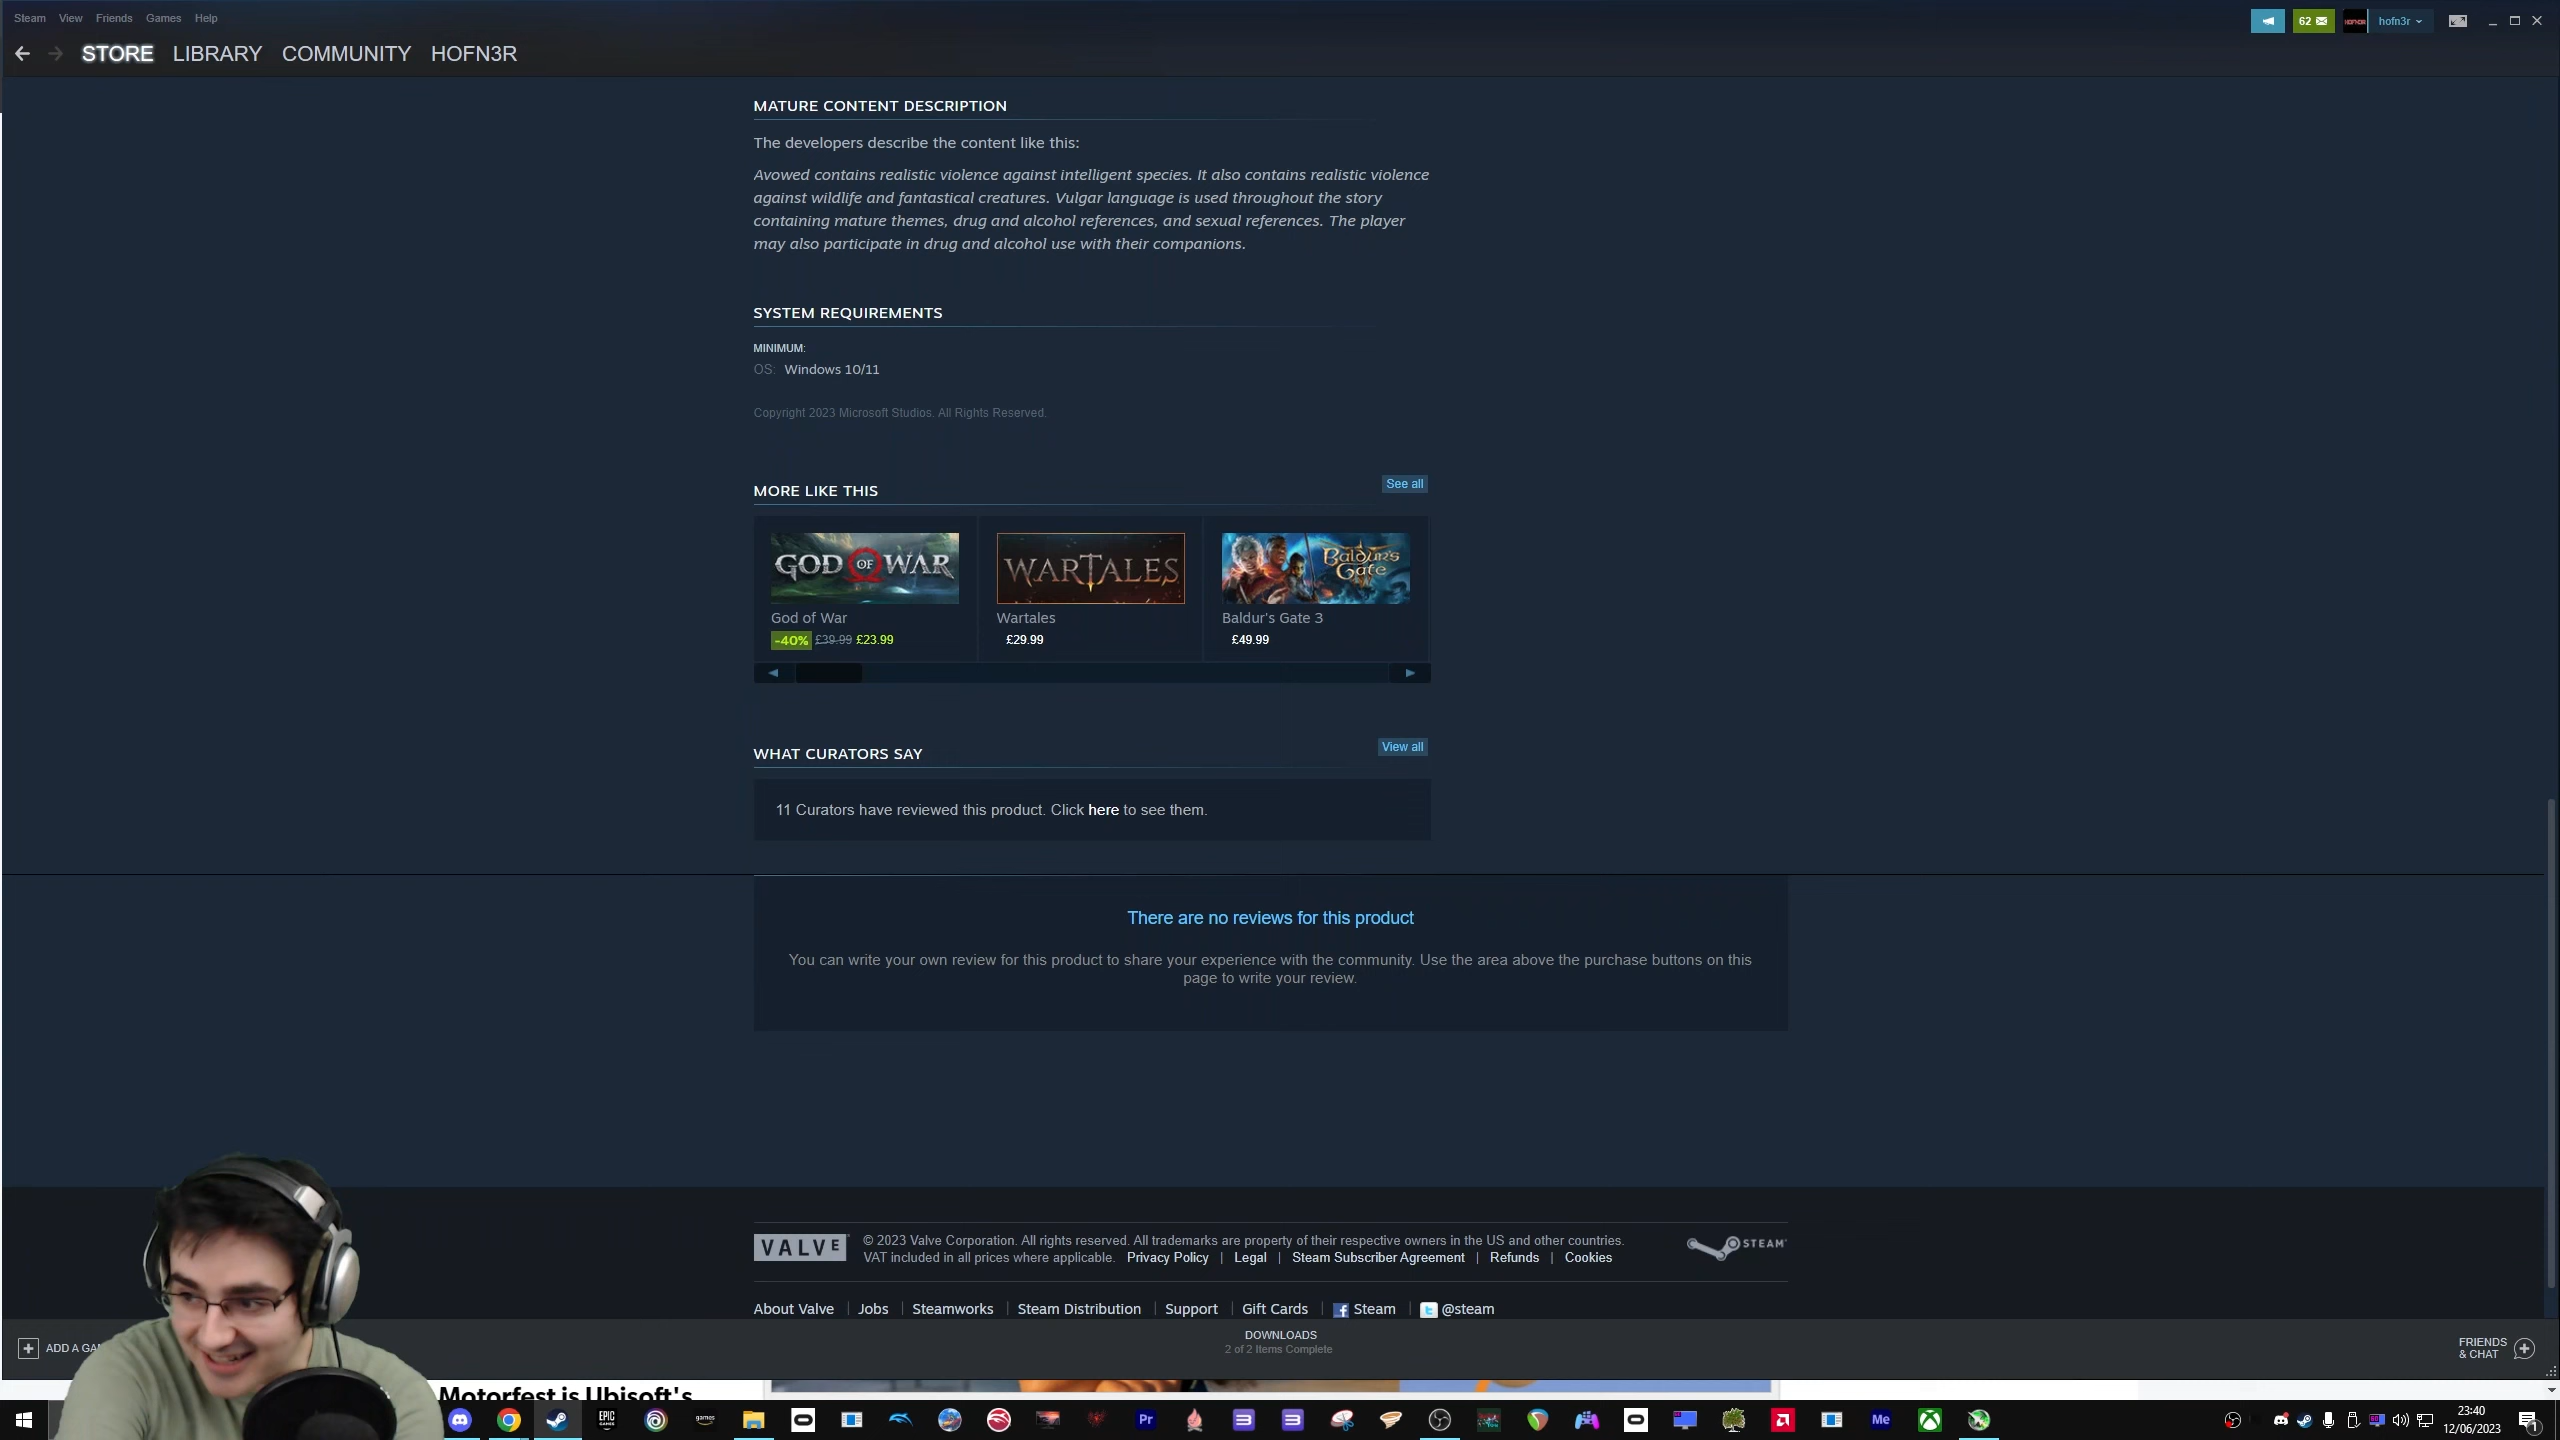 Steam View Friends Games Help
62 hofn3r
STORE LIBRARY COMMUNITY HOFN3R
MATURE CONTENT DESCRIPTION
The developers describe the content like this:
Avowed contains realistic violence against intelligent species. It also contains realistic violence
against wildlife and fantastical creatures. Vulgar language is used throughout the story
containing mature themes, drug and alcohol references, and sexual references. The player
may also participate in drug and alcohol use with their companions.
SYSTEM REQUIREMENTS
MINIMUM:
OS: Windows 10/11
Copyright 2023 Microsoft Studios. All Rights Reserved.
MORE LIKE THIS
See all
GOD OF WAR
WARTALES
Baldur's Gate
God of War
-40% £39.99 £23.99
Wartales
£29.99
Baldur's Gate 3
£49.99
WHAT CURATORS SAY
View all
11 Curators have reviewed this product. Click here to see them.
There are no reviews for this product
You can write your own review for this product to share your experience with the community. Use the area above the purchase buttons on this
page to write your review.
VALVE
© 2023 Valve Corporation. All rights reserved. All trademarks are property of their respective owners in the US and other countries.
VAT included in all prices where applicable. Privacy Policy | Legal | Steam Subscriber Agreement | Refunds | Cookies
STEAM
About Valve | Jobs | Steamworks | Steam Distribution | Support | Gift Cards | Steam | @steam
ADD A GA
DOWNLOADS
2 of 2 Items Complete
FRIENDS
& CHAT
Motorfest is Ubisoft's
EPIC GAMES
games
Pr
Me
23:40
12/06/2023
1